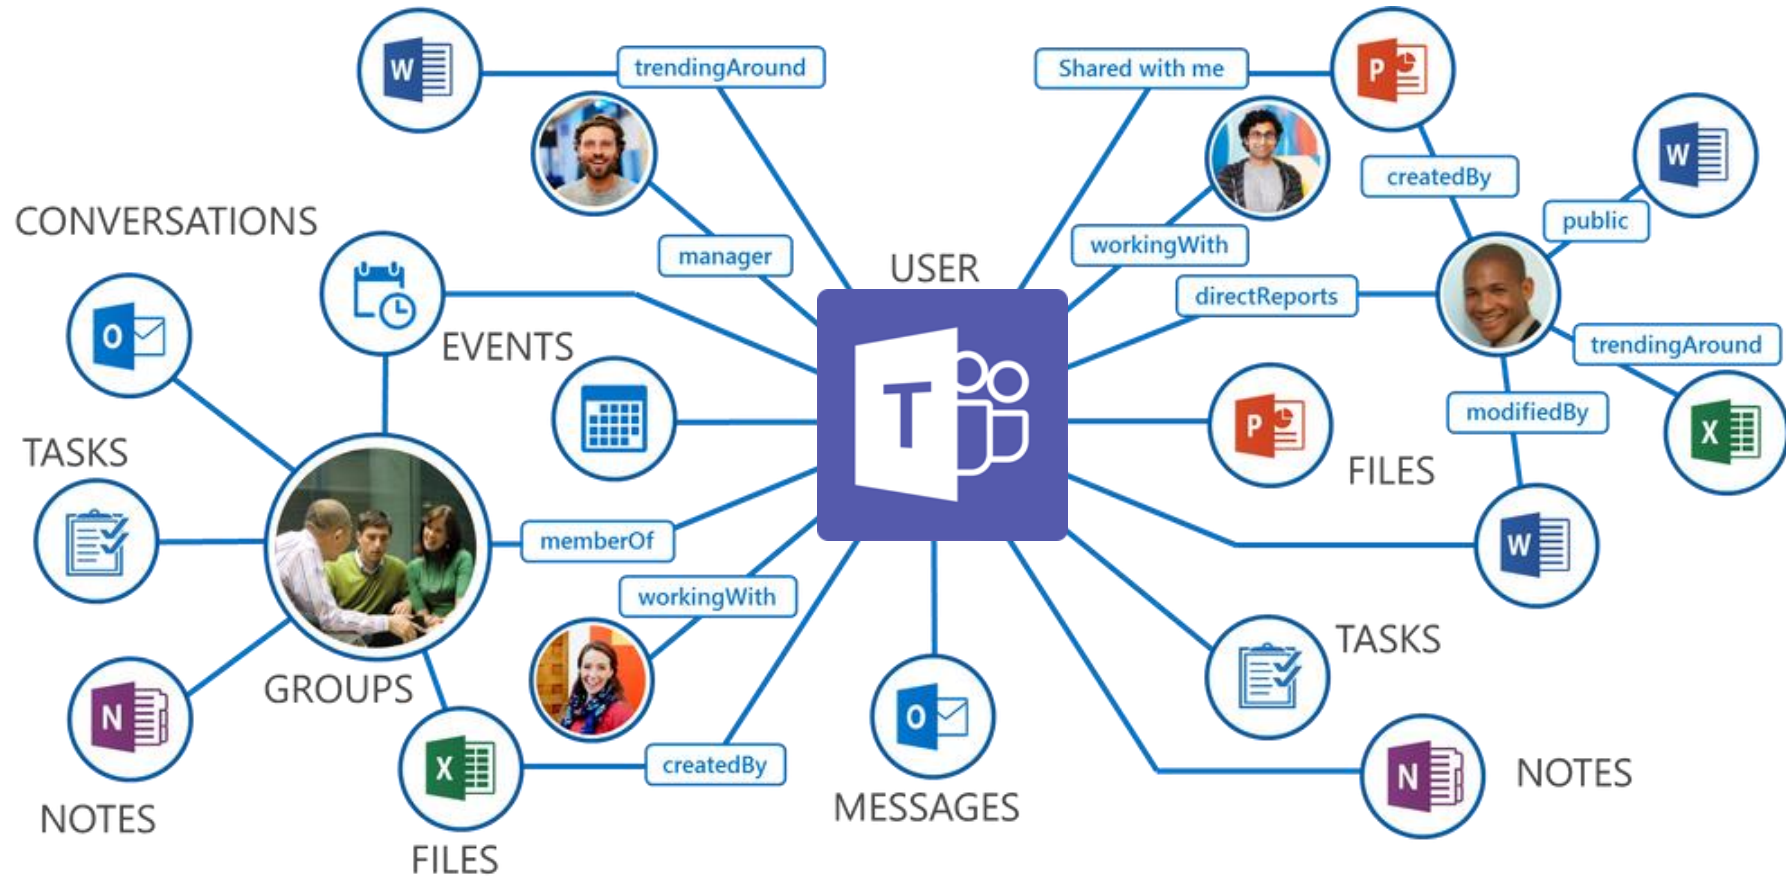 W
trendingAround
Shared with me
P
W
createdBy
public
CONVERSATIONS
manager
workingWith
USER
directReports
O
EVENTS
trendingAround
T
P
modifiedBy
X
TASKS
FILES
memberOf
W
workingWith
TASKS
GROUPS
N
O
createdBy
X
N
NOTES
MESSAGES
NOTES
FILES